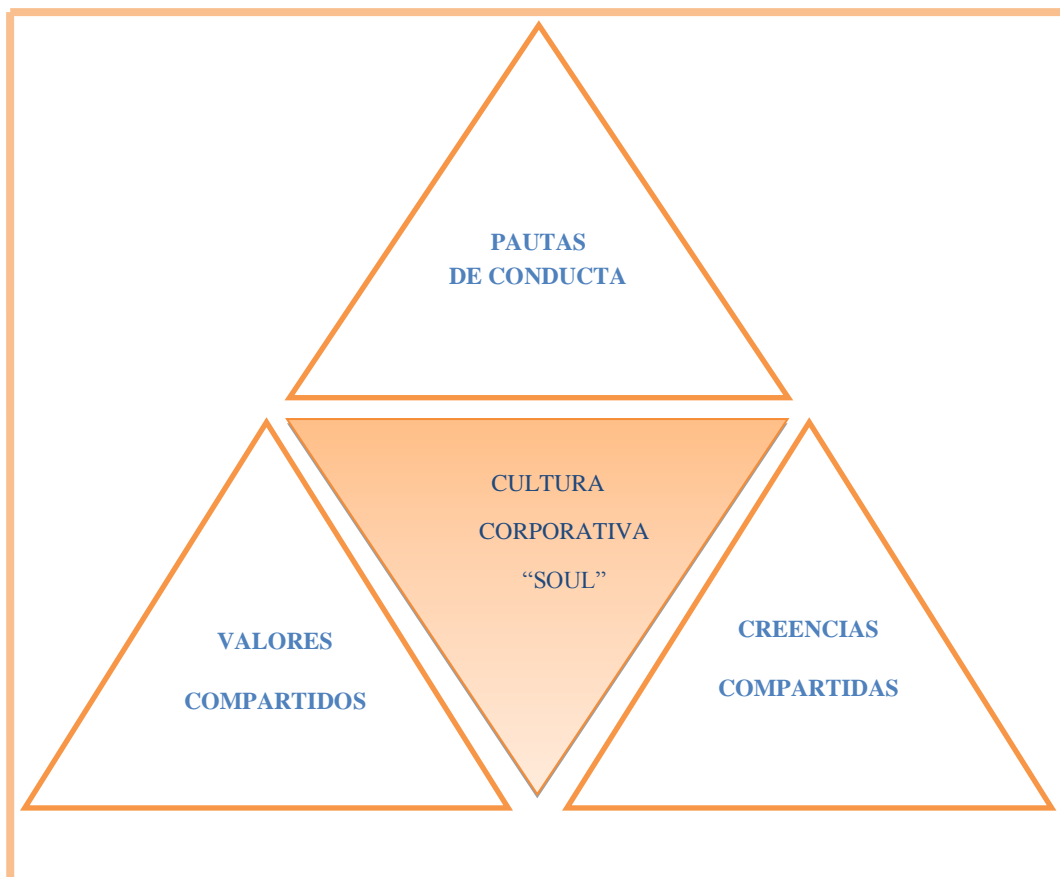 PAUTAS
DE CONDUCTA
CULTURA
CORPORATIVA
“SOUL”
VALORES
COMPARTIDOS
CREENCIAS
COMPARTIDAS